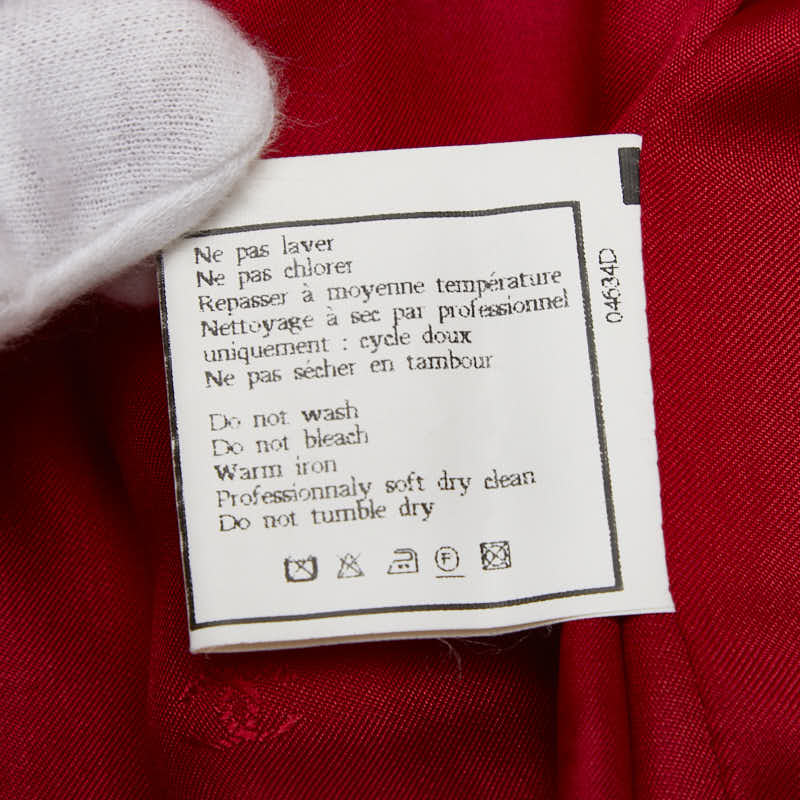 Ne pas laver
Ne pas chlorer
Repasser à moyenne température
Nettoyage à sec par professionnel
uniquement : cycle doux
Ne pas sécher en tambour
Do not wash
Do not bleach
Warm iron
Professionnaly soft dry clean
Do not tumble dry
F
04634D